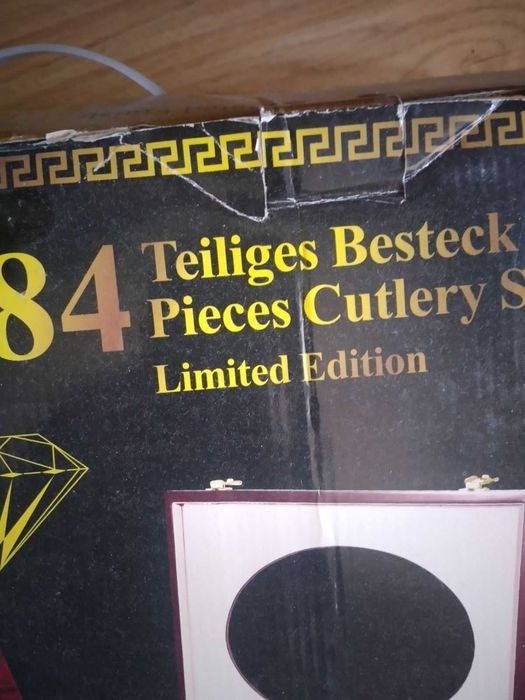 84 Teiliges Besteck
Pieces Cutlery S
Limited Edition